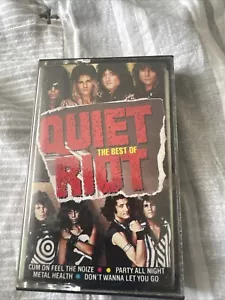 QUIET
THE BEST OF
RIOT
CUM ON FEEL THE NOIZE • PARTY ALL NIGHT
METAL HEALTH • DON'T WANNA LET YOU GO